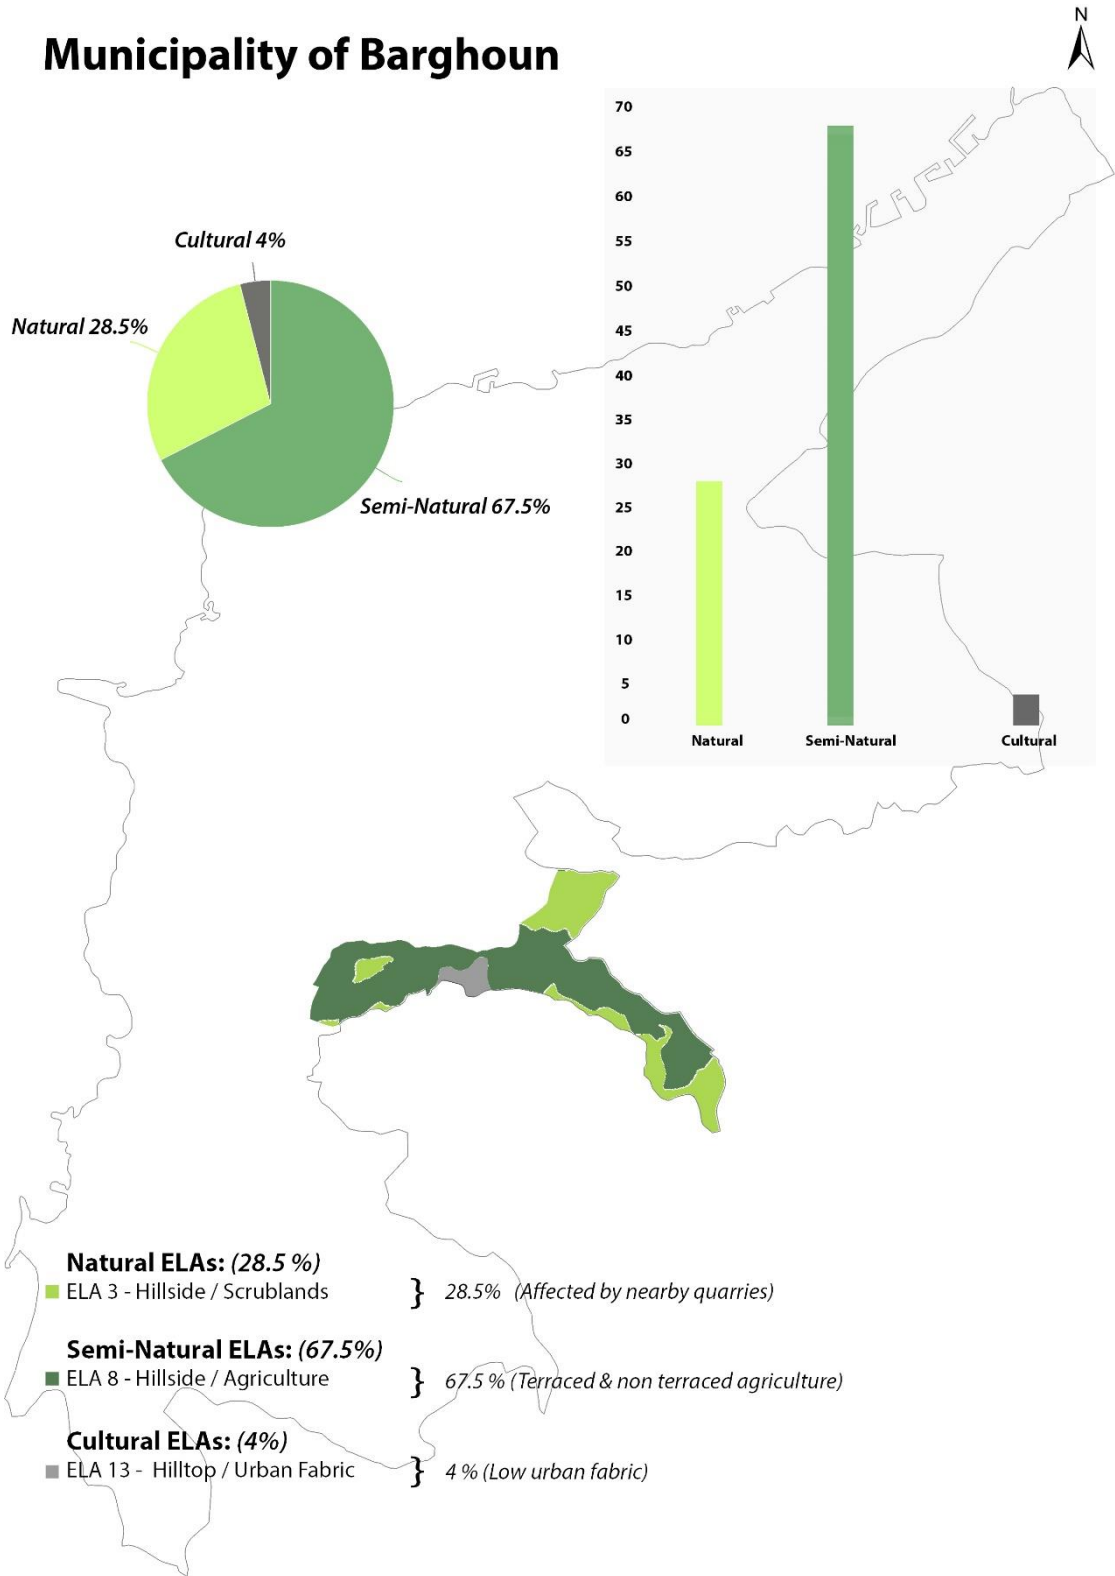 N
Municipality of Barghoun
Cultural 4%
Natural 28.5%
Semi-Natural 67.5%
70
65
60
55
50
45
40
35
30
25
20
15
10
5
0
Natural Semi-Natural Cultural
Natural ELAs: (28.5 %)
ELA 3 - Hillside / Scrublands } 28.5% (Affected by nearby quarries)
Semi-Natural ELAs: (67.5%)
ELA 8 - Hillside / Agriculture } 67.5 % (Terraced & non terraced agriculture)
Cultural ELAs: (4%)
ELA 13 - Hilltop / Urban Fabric } 4 % (Low urban fabric)